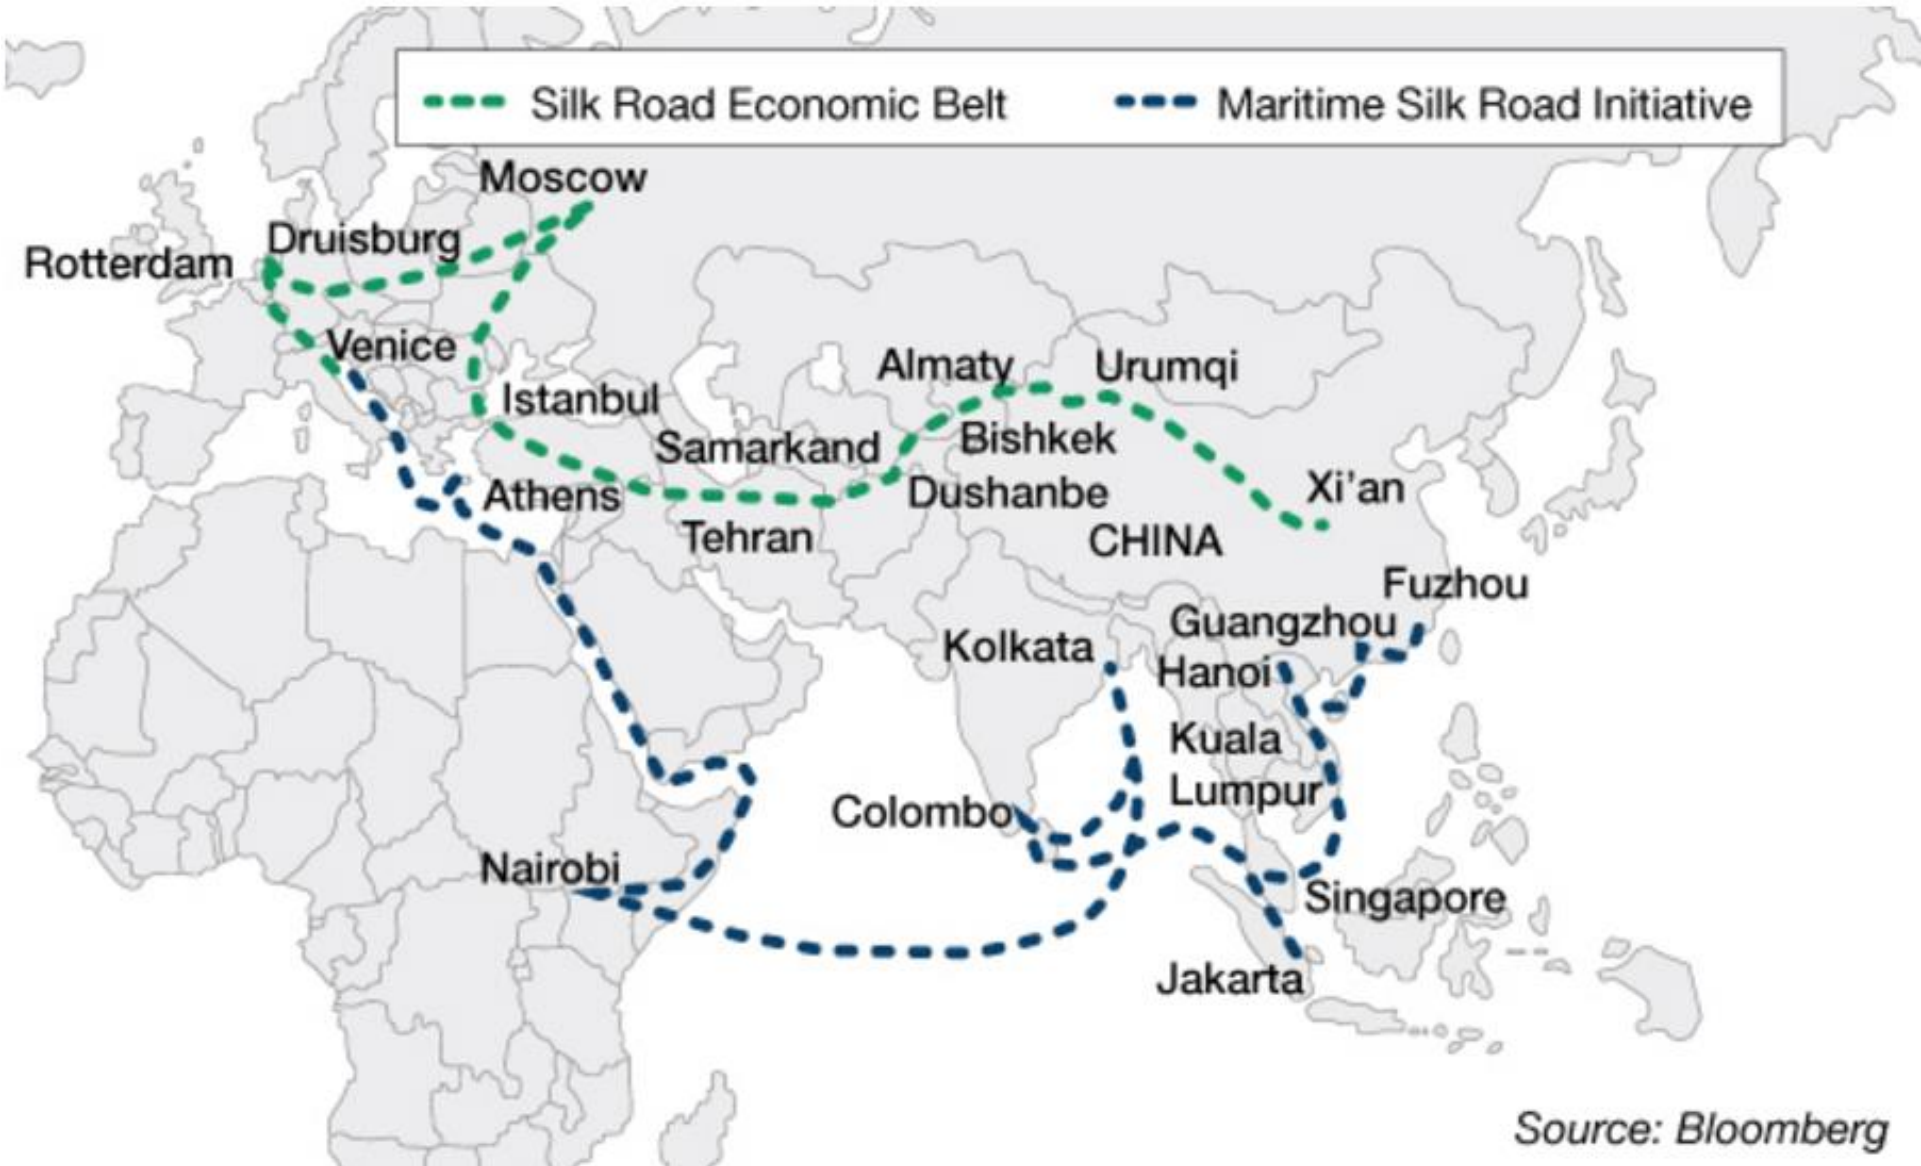 Silk Road Economic Belt
Maritime Silk Road Initiative
Moscow
Druisburg
Rotterdam
Venice
Istanbul
Almaty
Urumqi
Samarkand
Bishkek
Athens
Dushanbe
Xi'an
Tehran
CHINA
Fuzhou
Guangzhou
Kolkata
Hanoi
Kuala
Lumpur
Colombo
Nairobi
Singapore
Jakarta
Source: Bloomberg